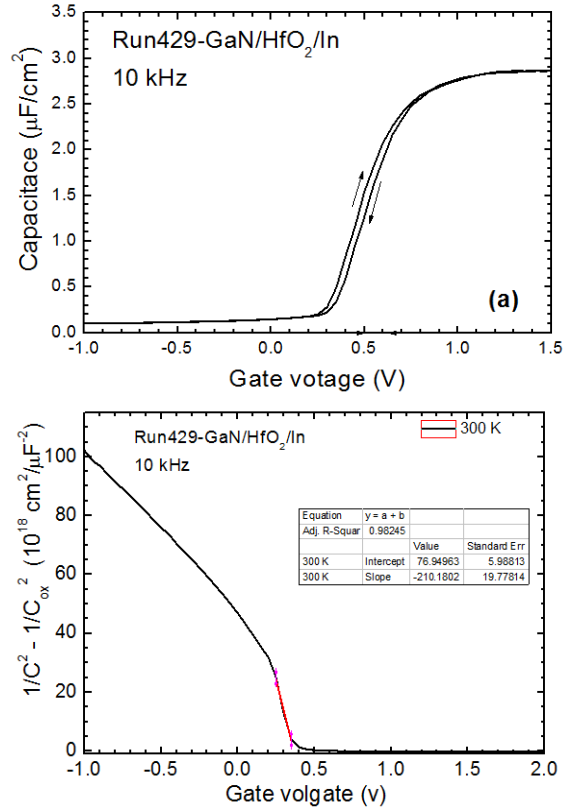 Run429-GaN/HfO2/In
10 kHz
Capacitace (μF/cm2)
3.5
3.0
2.5
2.0
1.5
1.0
0.5
0.0
(a)
-1.0 -0.5 0.0 0.5 1.0 1.5
Gate votage (V)
Run429-GaN/HfO2/In
10 kHz
300 K
1/C2 - 1/Cox2 (1018 cm2/μF-2)
100
80
60
40
20
0
Equation y = a + b
Adj. R-Squar 0.98245
Value Standard Err
300 K Intercept 76.94963 5.98813
300 K Slope -210.1802 19.77814
-1.0 -0.5 0.0 0.5 1.0 1.5 2.0
Gate volgate (v)